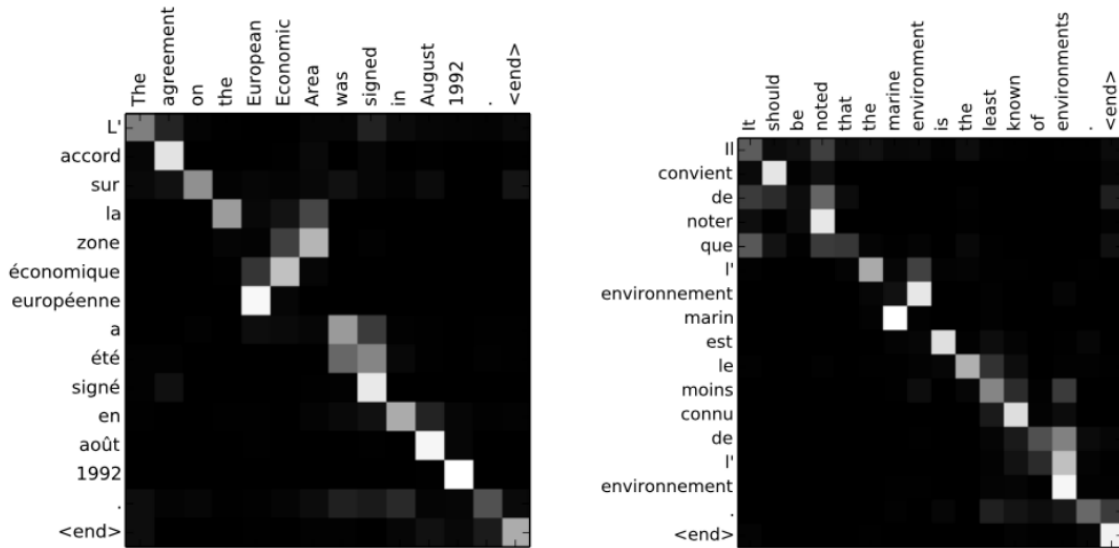 The agreement on the European Economic Area was signed in August 1992 . <end>
L'
accord
sur
la
zone
économique
européenne
a
été
signé
en
août
1992
.
<end>
It should be noted that the marine environment is the least known of environments . <end>
Il
convient
de
noter
que
l'
environnement
marin
est
le
moins
connu
de
l'
environnement
.
<end>